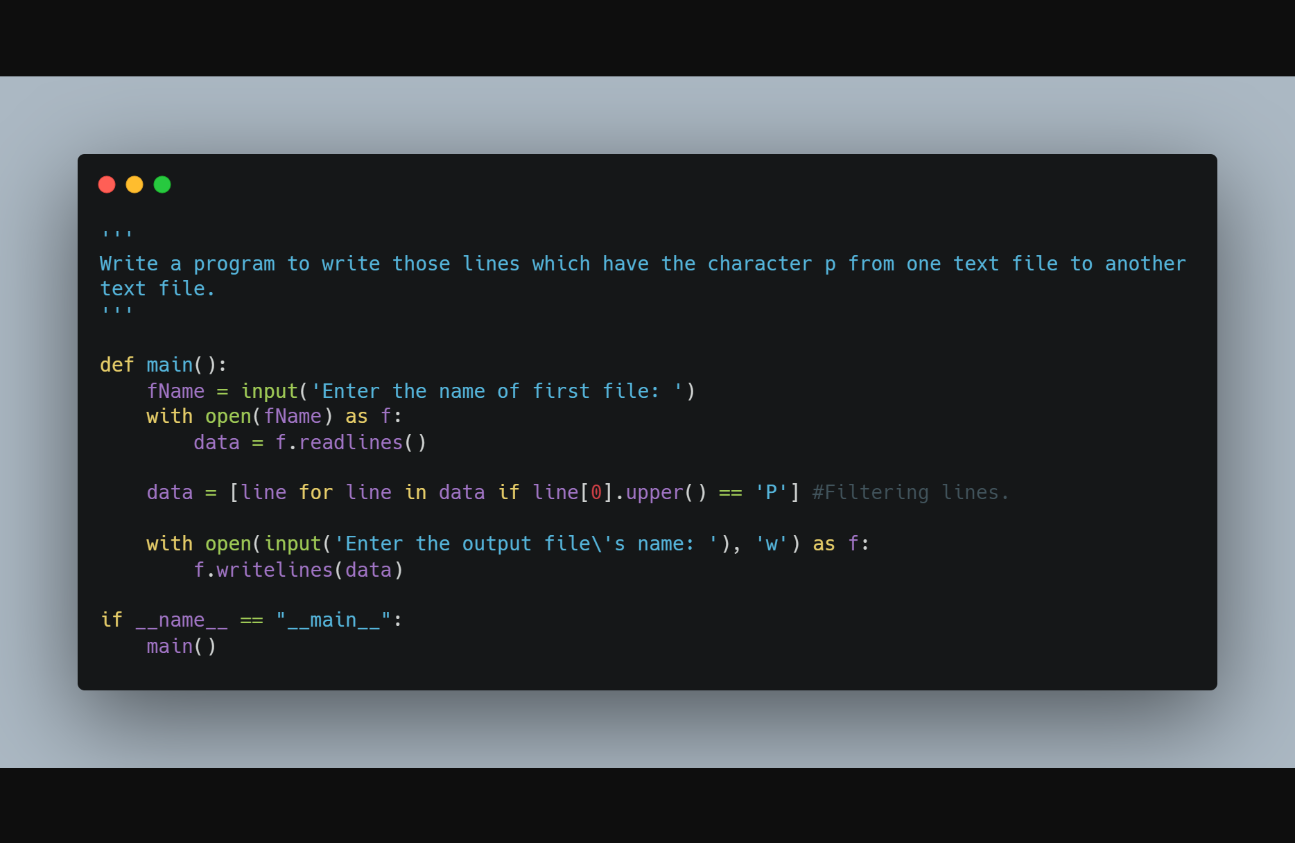 '''
Write a program to write those lines which have the character p from one text file to another
text file.
'''
def main():
    fName = input('Enter the name of first file: ')
    with open(fName) as f:
        data = f.readlines()
    data = [line for line in data if line[0].upper() == 'P'] #Filtering lines.
    with open(input('Enter the output file\'s name: '), 'w') as f:
        f.writelines(data)
if __name__ == "__main__":
    main()